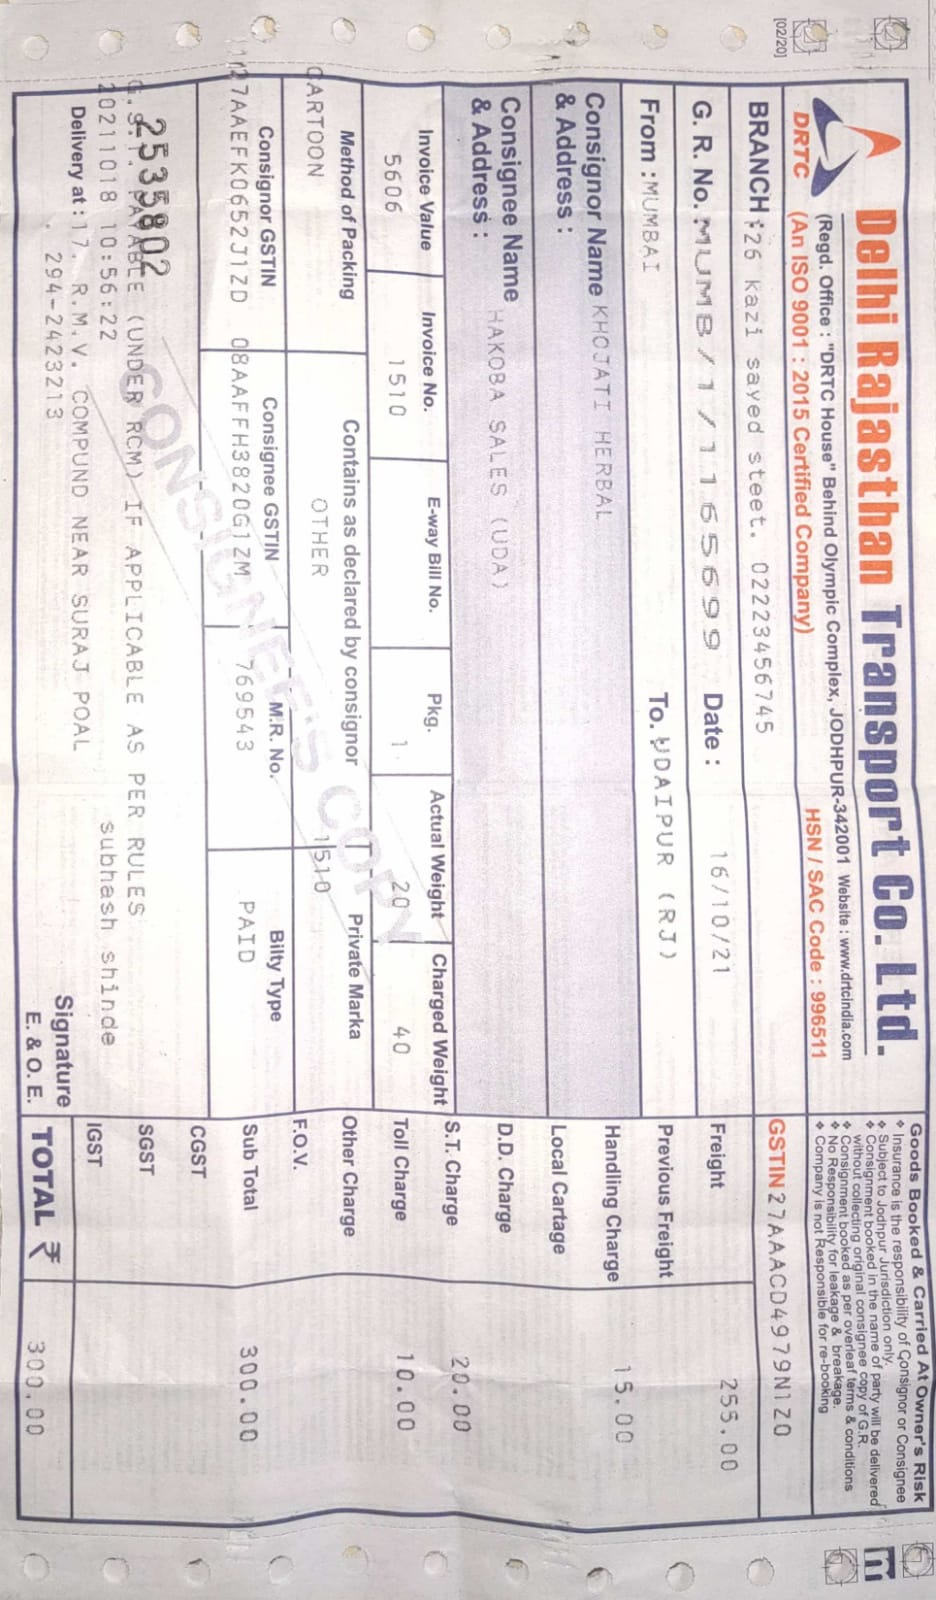 [02/20]
DRTC
Delhi Rajasthan Transport Co. Ltd.
(Regd. Office : "DRTC House" Behind Olympic Complex, JODHPUR-342001 Website : www.drtcindia.com
(An ISO 9001 : 2015 Certified Company)
HSN / SAC Code : 996511
Goods Booked & Carried At Owner's Risk
❖ Insurance is the responsibility of Consignor or Consignee
❖ Subject to Jodhpur Jurisdiction only.
❖ Consignment booked in the name of party will be delivered
without collecting original consignee copy of G.R.
❖ Consignment booked as per overleaf terms & conditions
❖ No Responsibility for leakage & breakage.
❖ Company is not Responsible for re-booking
BRANCH : 26 kazi sayed steet. 02223456745
GSTIN 27AAACD4979N1ZO
G. R. No. : MUMB/1/1165699 Date : 16/10/21
Freight 255.00
From : MUMBAI To. UDAIPUR (RJ)
Previous Freight
Consignor Name KHOJATI HERBAL
& Address :
Handling Charge 15.00
Local Cartage
Consignee Name HAKOBA SALES (UDA)
& Address :
D.D. Charge
S.T. Charge 20.00
Invoice Value Invoice No. E-way Bill No. Pkg. Actual Weight Charged Weight
5606 1510 1 20 40
Toll Charge 10.00
Method of Packing Contains as declared by consignor Private Marka
CARTOON OTHER T - 1510
Other Charge
F.O.V.
Consignor GSTIN Consignee GSTIN M.R. No. Bilty Type
27AAEFK0652J1ZD 08AAFFH3820G1ZM 769543 PAID
Sub Total 300.00
CGST
CONSIGNEE'S COPY
2535802
G.S.T. PAYABLE (UNDER RCM) IF APPLICABLE AS PER RULES
SGST
20211018 10:56:22 subhash shinde
IGST
Delivery at : 17. R.M.V. COMPUND NEAR SURAJ POAL
. 294-2423213
Signature
E. & O. E.
TOTAL ₹ 300.00